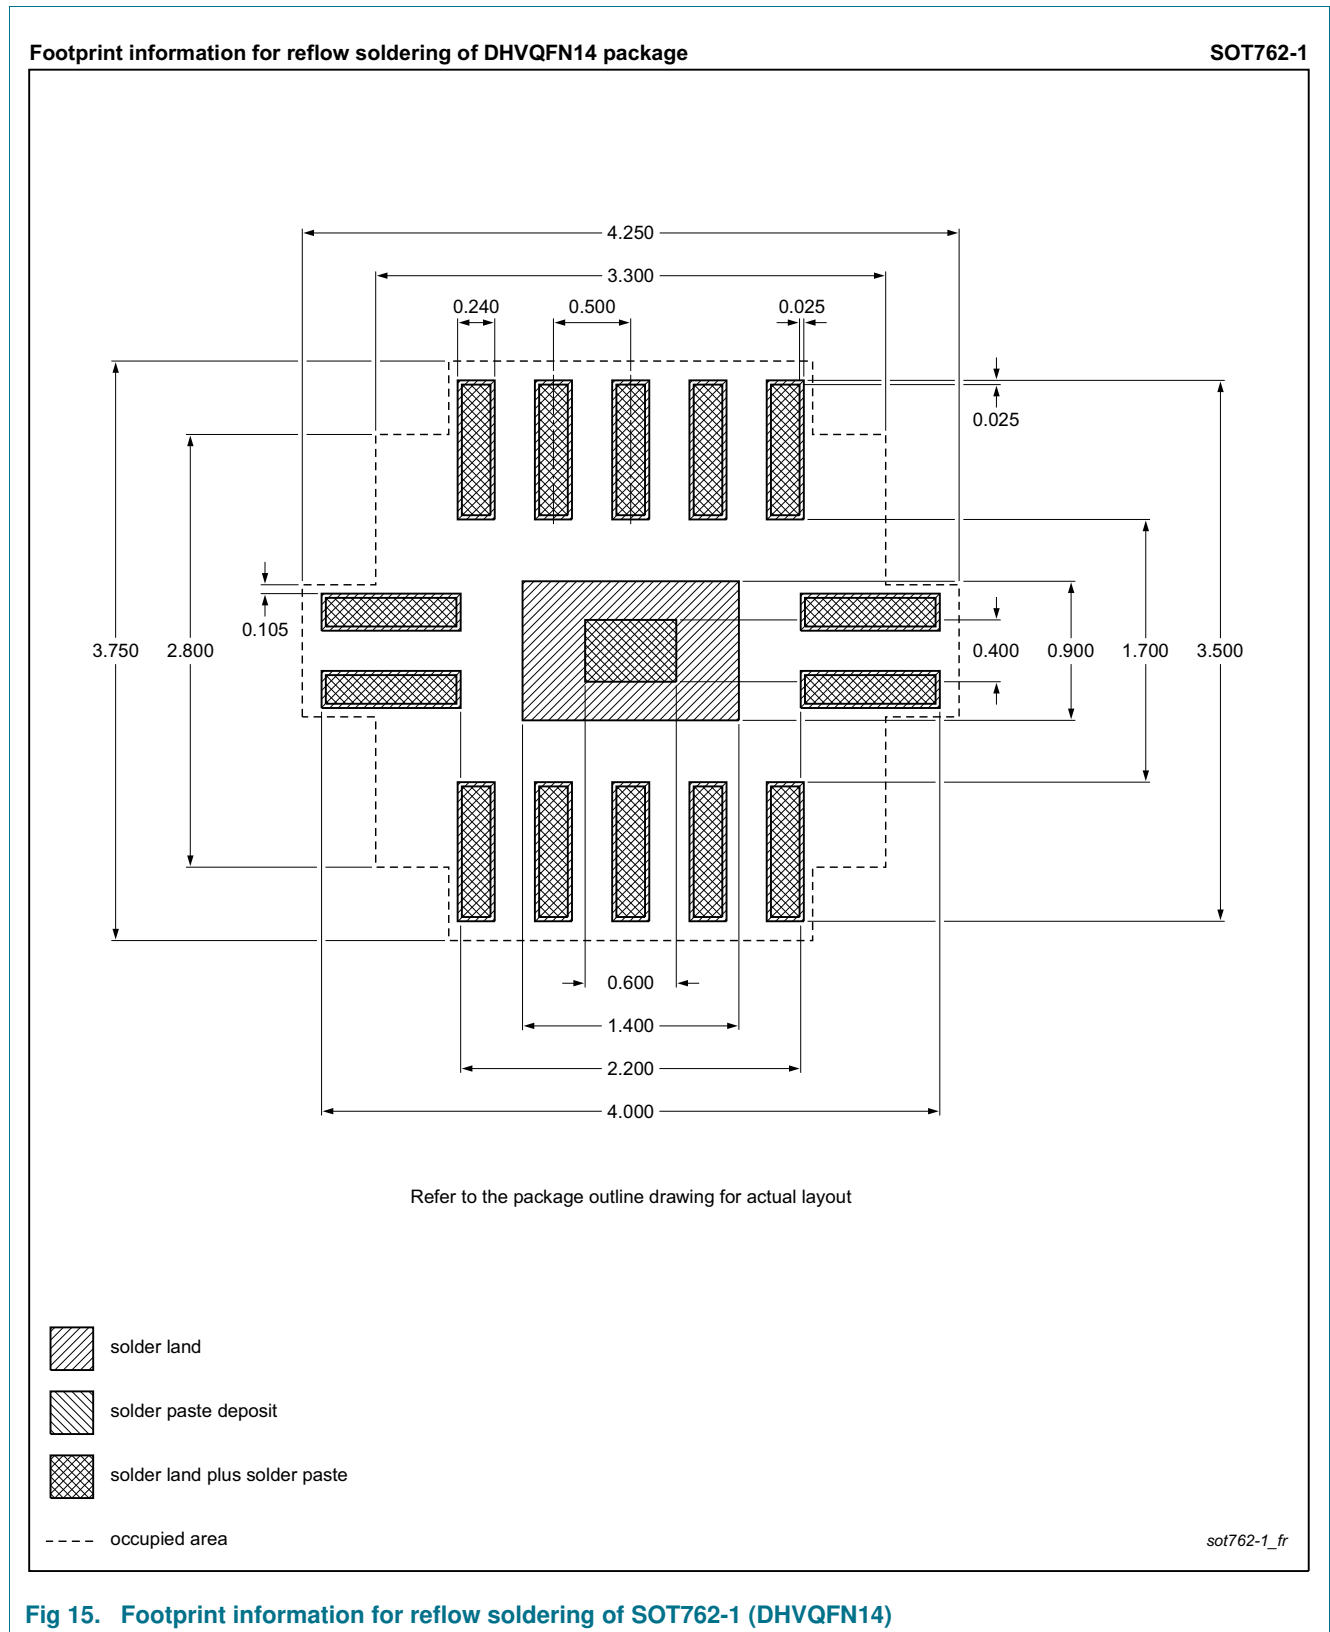 Footprint information for reflow soldering of DHVQFN14 package SOT762-1
4.250
3.300
0.240 0.500 0.025
0.025
0.105
3.750 2.800 0.400 0.900 1.700 3.500
0.600
1.400
2.200
4.000
Refer to the package outline drawing for actual layout
solder land
solder paste deposit
solder land plus solder paste
occupied area sot762-1_fr
Fig 15. Footprint information for reflow soldering of SOT762-1 (DHVQFN14)